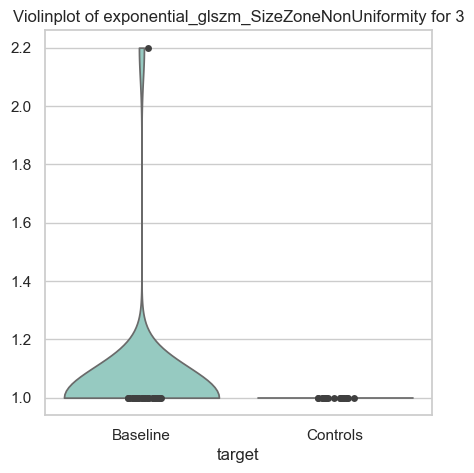 Violinplot of exponential_glszm_SizeZoneNonUniformity for 3
2.2
2.0
1.8
1.6
1.4
1.2
1.0
Baseline
Controls
target